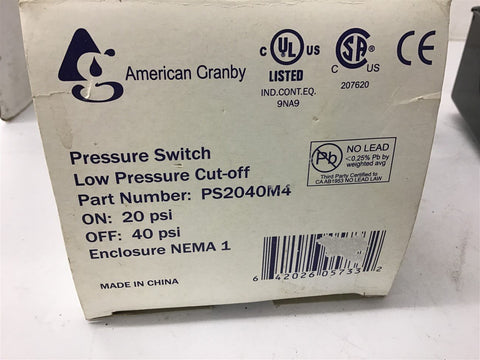 American Granby
C UL US
LISTED
IND.CONT.EQ.
9NA9
C SA US
207620
CE
Pb
NO LEAD
<0.25% Pb by
weighted avg
Third Party Certified to
CA AB1953 NO LEAD LAW
Pressure Switch
Low Pressure Cut-off
Part Number: PS2040M4
ON: 20 psi
OFF: 40 psi
Enclosure NEMA 1
MADE IN CHINA
6 42026 05733 2